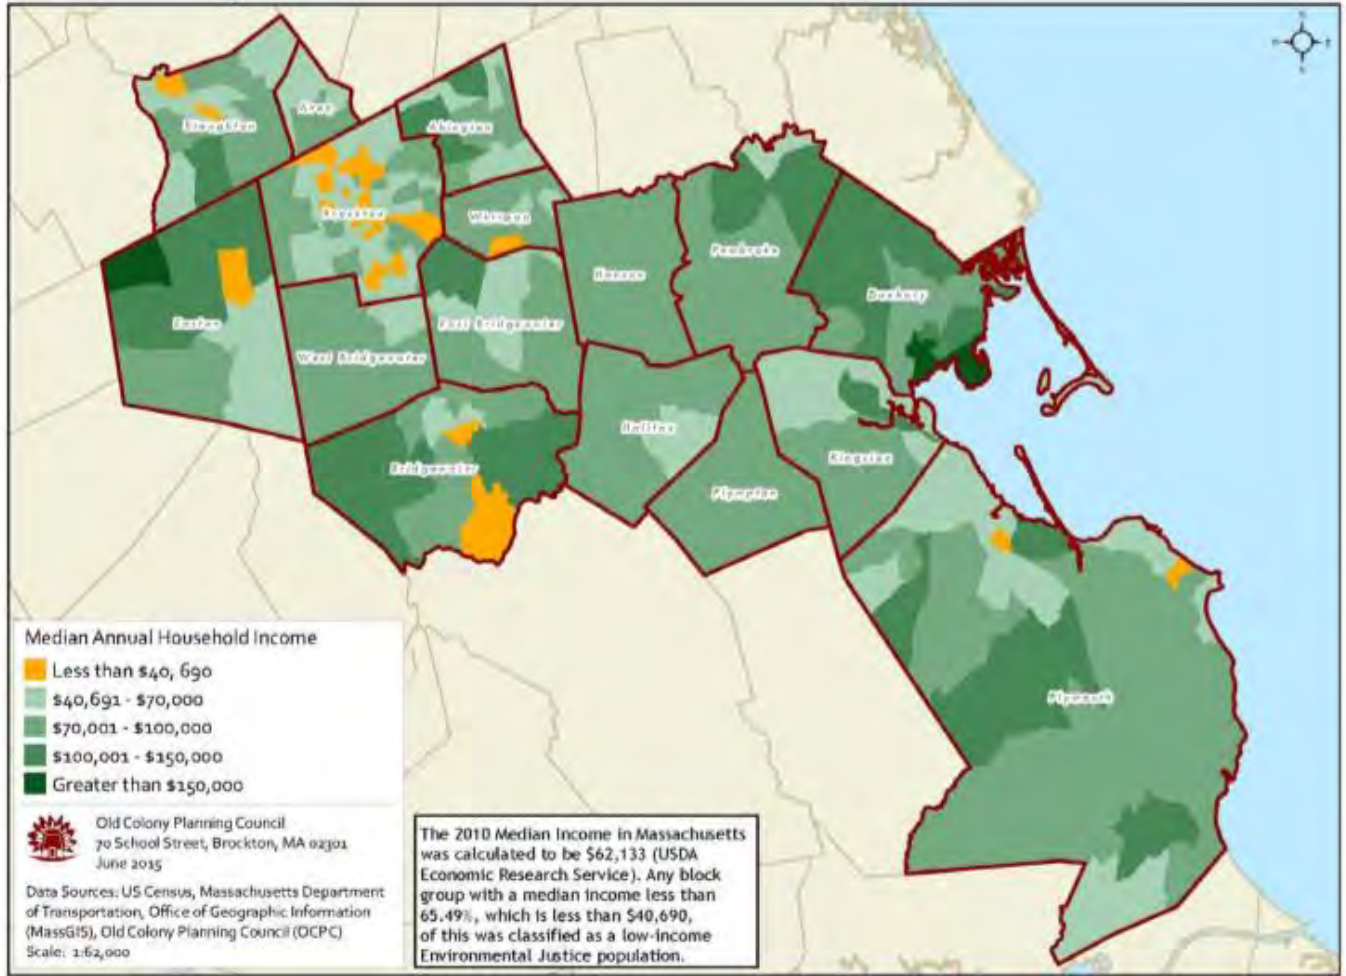 Stoughton
Avon
Abington
Brockton
Whitman
Hanson
Pembroke
Duxbury
Easton
West Bridgewater
East Bridgewater
Halifax
Bridgewater
Plympton
Kingston
Plymouth
Median Annual Household Income
Less than $40, 690
$40,691 - $70,000
$70,001 - $100,000
$100,001 - $150,000
Greater than $150,000
Old Colony Planning Council
70 School Street, Brockton, MA 02301
June 2015
Data Sources: US Census, Massachusetts Department
of Transportation, Office of Geographic Information
(MassGIS), Old Colony Planning Council (OCPC)
Scale: 1:62,000
The 2010 Median Income in Massachusetts
was calculated to be $62,133 (USDA
Economic Research Service). Any block
group with a median income less than
65.49%, which is less than $40,690,
of this was classified as a low-income
Environmental Justice population.